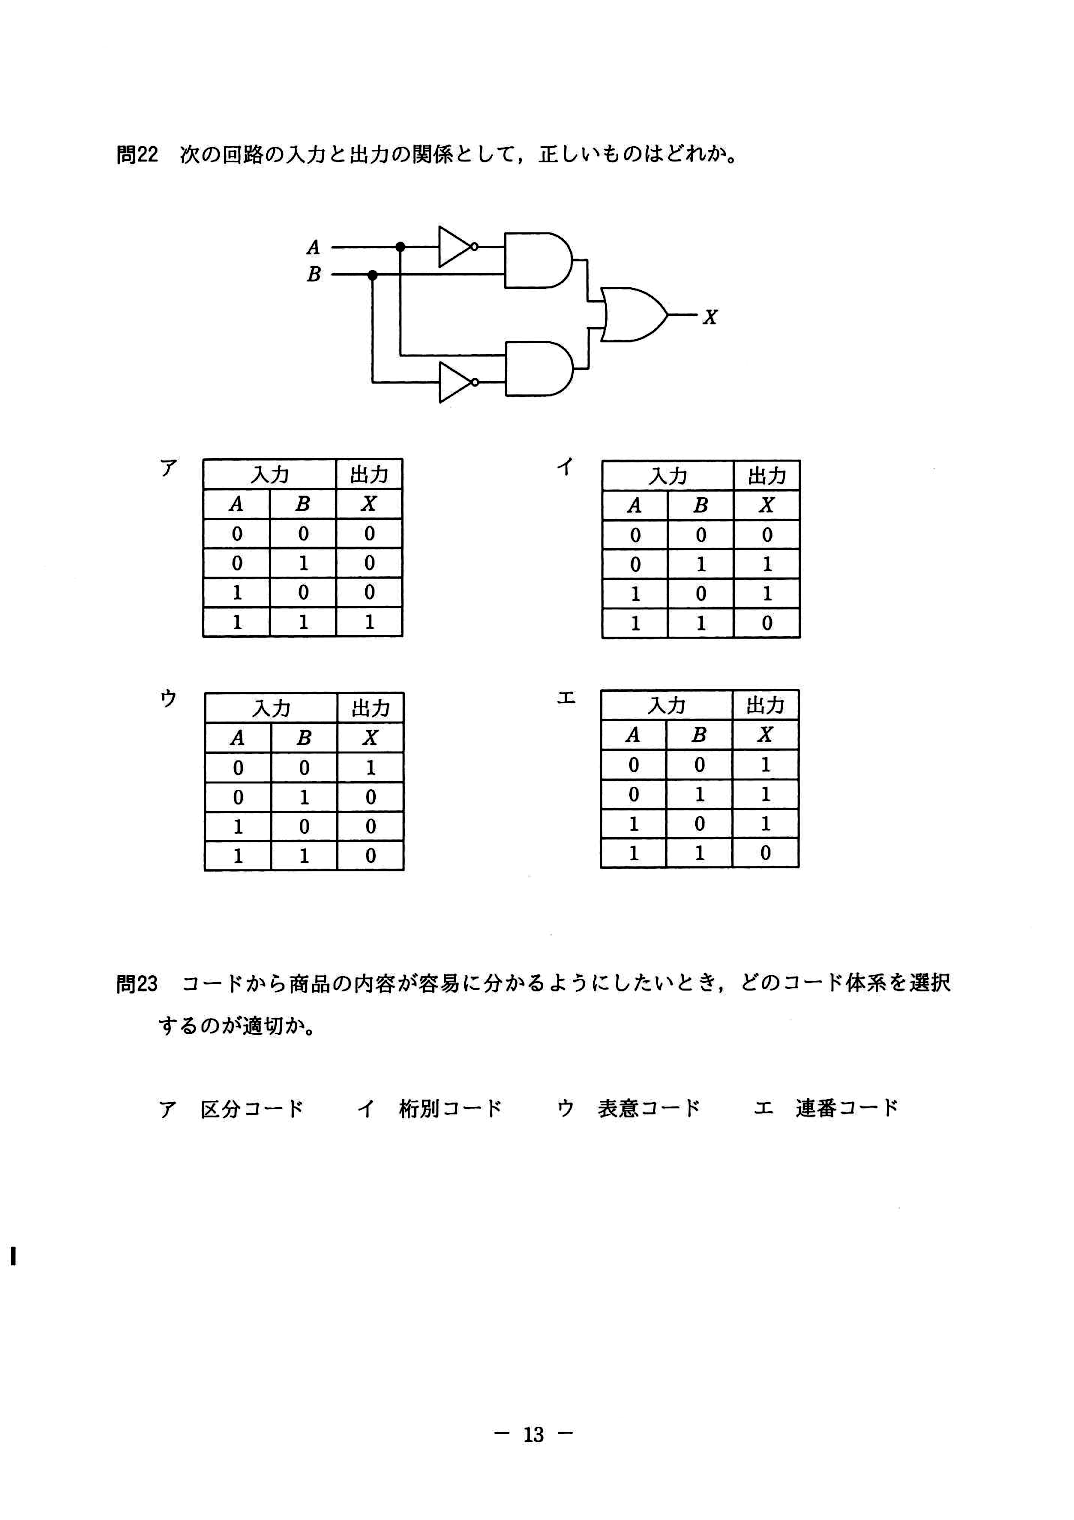 問22 次の回路の入力と出力の関係として，正しいものはどれか。
A
B
X
ア
入力 出力
A B X
0 0 0
0 1 0
1 0 0
1 1 1
イ
入力 出力
A B X
0 0 0
0 1 1
1 0 1
1 1 0
ウ
入力 出力
A B X
0 0 1
0 1 0
1 0 0
1 1 0
エ
入力 出力
A B X
0 0 1
0 1 1
1 0 1
1 1 0
問23 コードから商品の内容が容易に分かるようにしたいとき，どのコード体系を選択
するのが適切か。
ア 区分コード イ 桁別コード ウ 表意コード エ 連番コード
－ 13 －